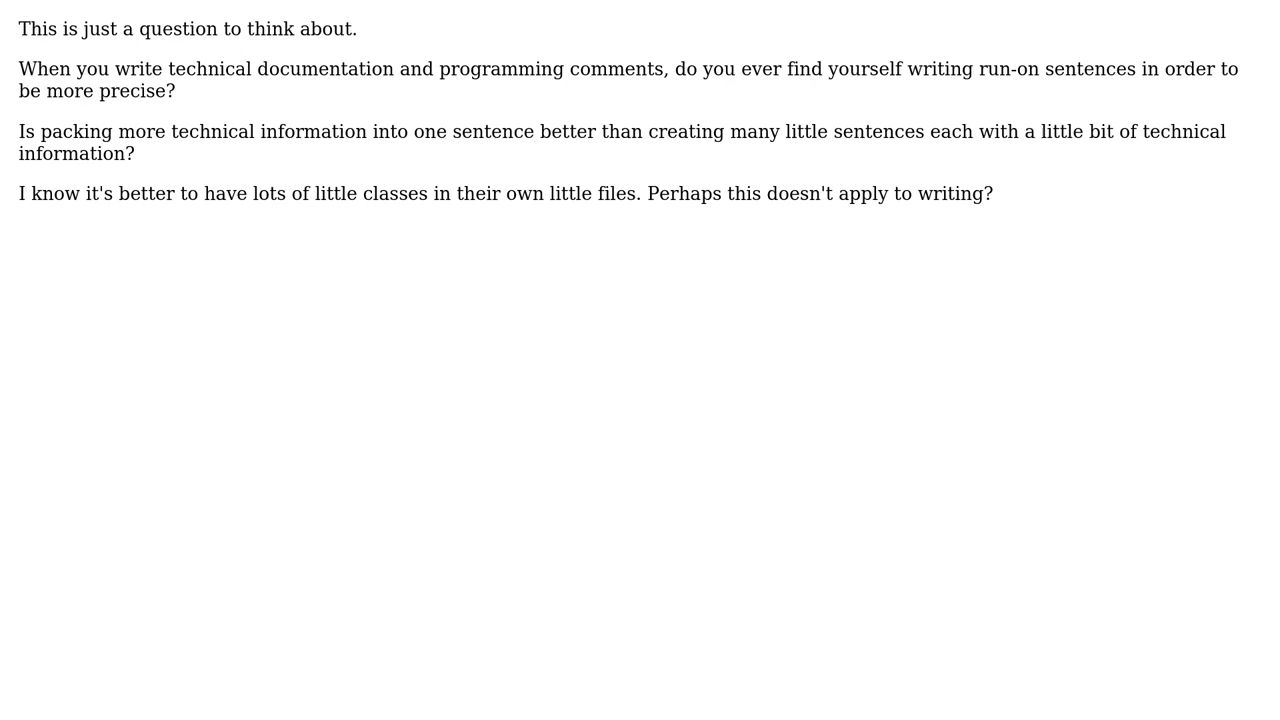 This is just a question to think about.
When you write technical documentation and programming comments, do you ever find yourself writing run-on sentences in order to
be more precise?
Is packing more technical information into one sentence better than creating many little sentences each with a little bit of technical
information?
I know it's better to have lots of little classes in their own little files. Perhaps this doesn't apply to writing?